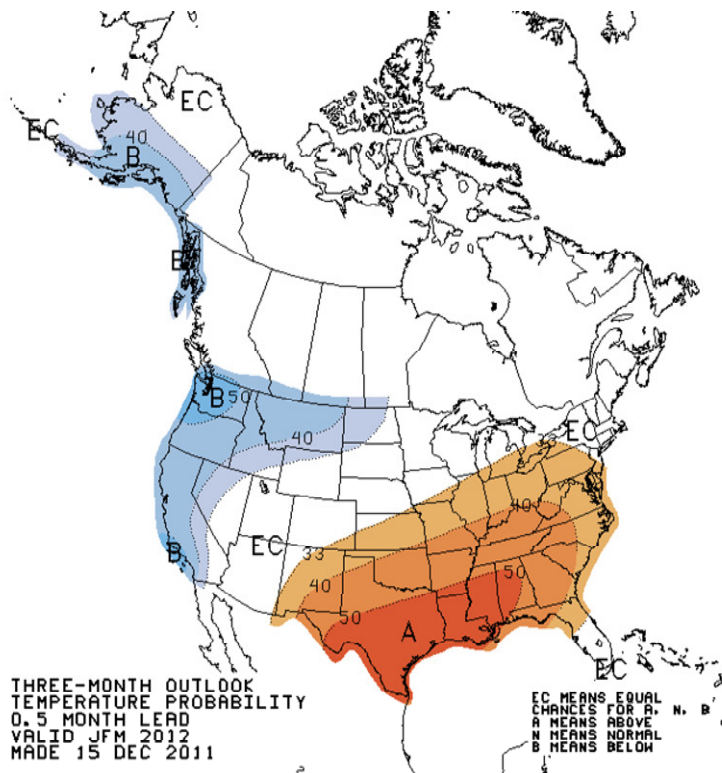 EC
EC
40
B
B
B
50
40
EC
33
40
B
EC
33
40
50
50
A
EC
THREE-MONTH OUTLOOK
TEMPERATURE PROBABILITY
0.5 MONTH LEAD
VALID JFM 2012
MADE 15 DEC 2011
EC MEANS EQUAL
CHANCES FOR A, N, B
A MEANS ABOVE
N MEANS NORMAL
B MEANS BELOW